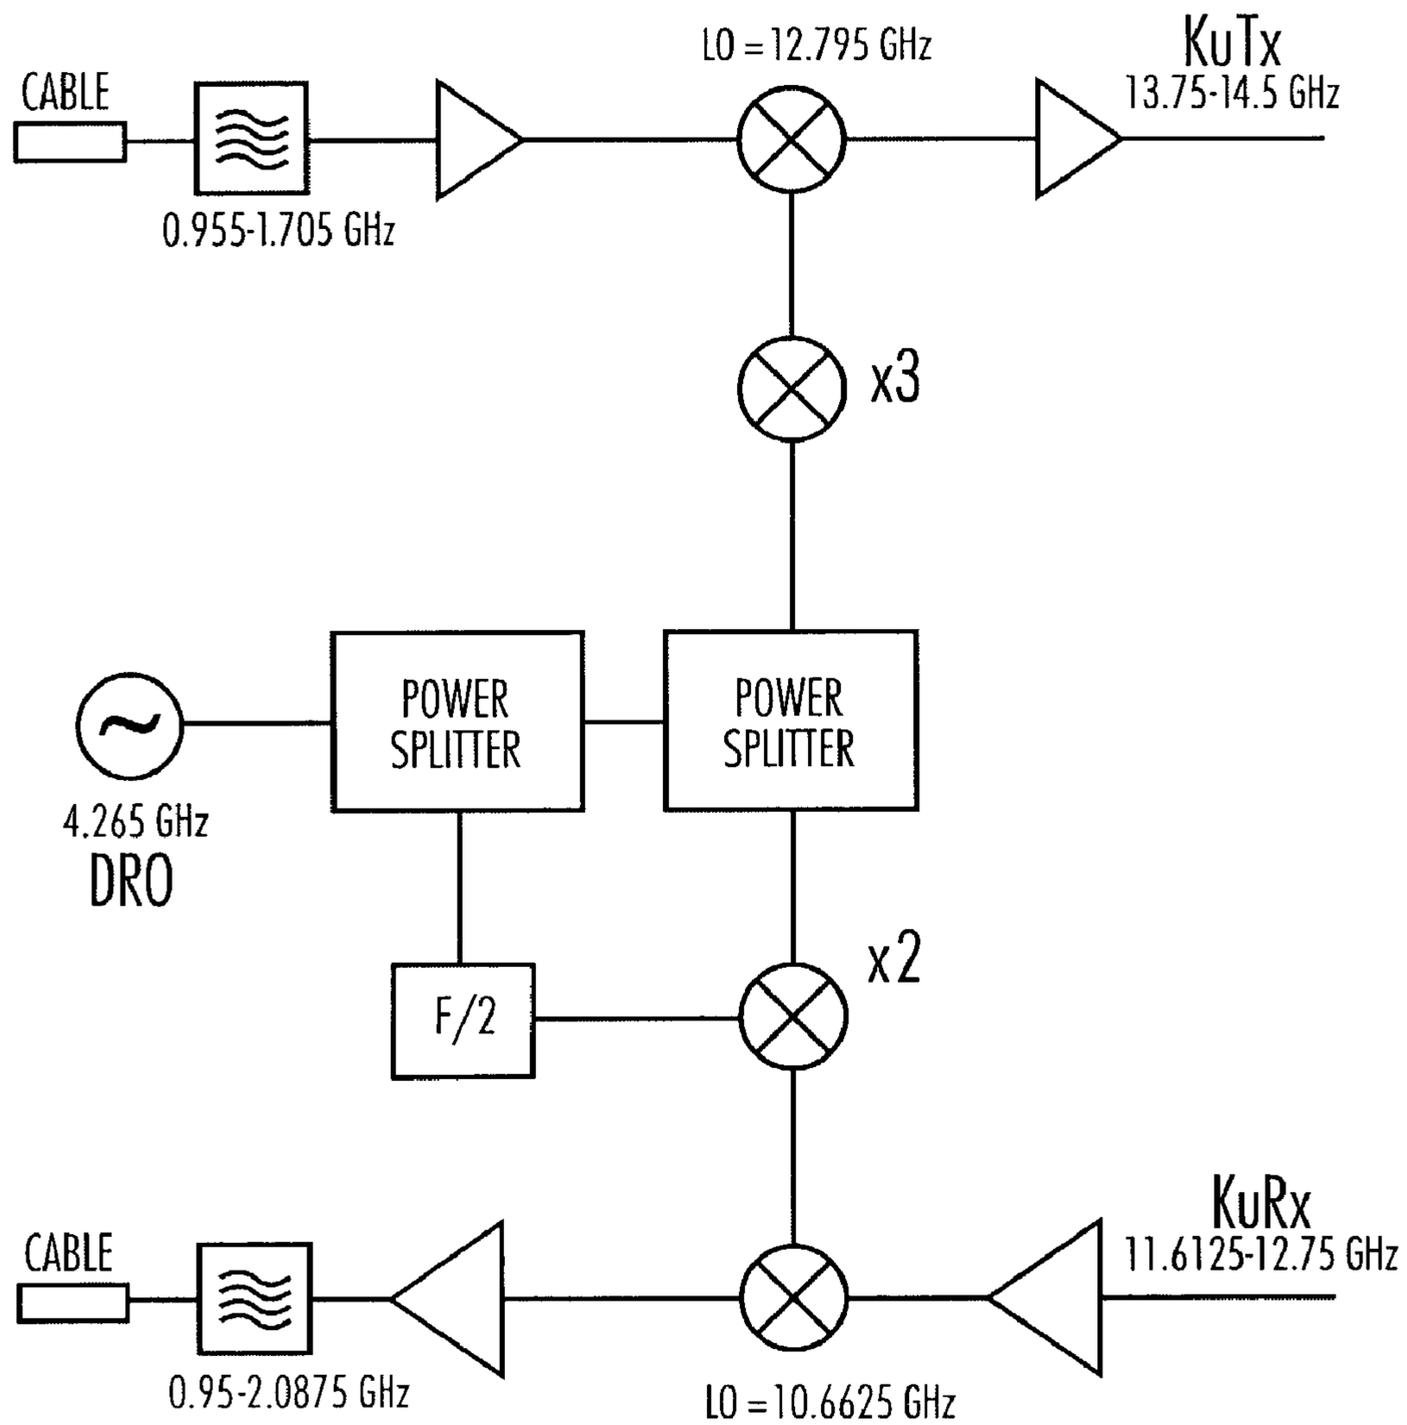 LO = 12.795 GHz
KuTx
13.75-14.5 GHz
CABLE
0.955-1.705 GHz
x3
POWER
SPLITTER
POWER
SPLITTER
4.265 GHz
DRO
x2
F/2
KuRx
11.6125-12.75 GHz
CABLE
0.95-2.0875 GHz
LO = 10.6625 GHz